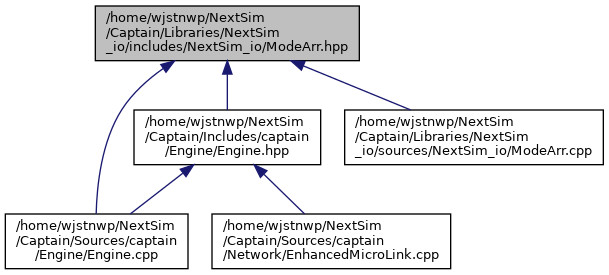 /home/wjstnwp/NextSim
/Captain/Libraries/NextSim
_io/includes/NextSim_io/ModeArr.hpp
/home/wjstnwp/NextSim
/Captain/Includes/captain
/Engine/Engine.hpp
/home/wjstnwp/NextSim
/Captain/Libraries/NextSim
_io/sources/NextSim_io/ModeArr.cpp
/home/wjstnwp/NextSim
/Captain/Sources/captain
/Engine/Engine.cpp
/home/wjstnwp/NextSim
/Captain/Sources/captain
/Network/EnhancedMicroLink.cpp